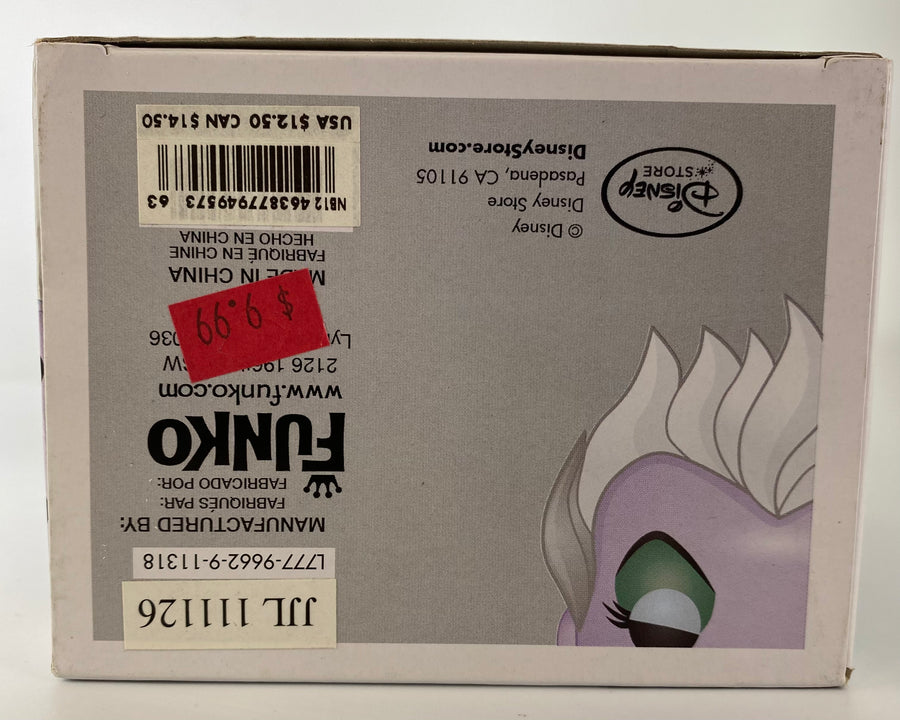 JJL 111126
L777-9662-9-11318
MANUFACTURED BY:
FABRIQUÉS PAR:
FABRICADO POR:
FUNKO
www.funko.com
2126
$ 9.99
MADE IN CHINA
FABRIQUÉ EN CHINE
HECHO EN CHINA
NB12 463877949573 63
USA $12.50 CAN $14.50
DISNEY
STORE
© Disney
Disney Store
Pasadena, CA 91105
DisneyStore.com